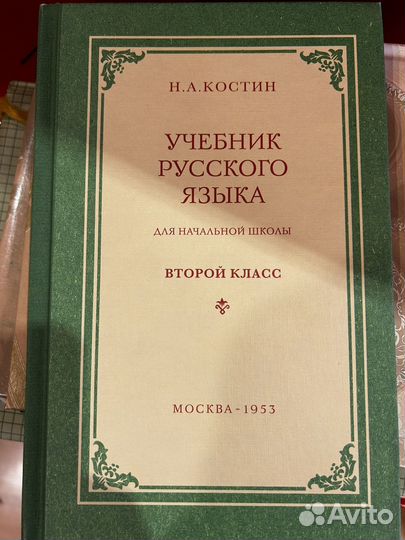 Н.А.КОСТИН
УЧЕБНИК
РУССКОГО
ЯЗЫКА
ДЛЯ НАЧАЛЬНОЙ ШКОЛЫ
ВТОРОЙ КЛАСС
МОСКВА - 1953
Avito